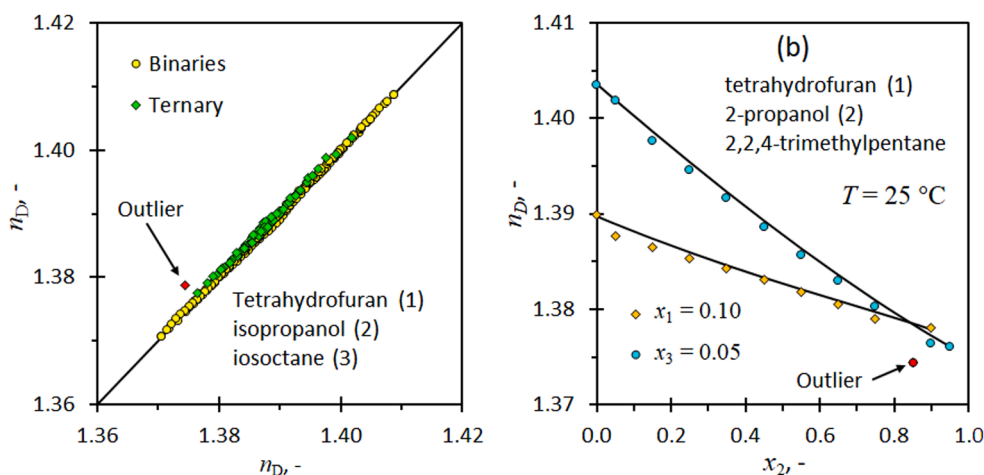 1.42
1.40
1.38
1.36
nD, -
Binaries
Ternary
Outlier
Tetrahydrofuran (1)
isopropanol (2)
iosoctane (3)
1.36
1.38
1.40
1.42
nD, -
1.41
1.40
1.39
1.38
1.37
nD, -
(b)
tetrahydrofuran (1)
2-propanol (2)
2,2,4-trimethylpentane
T = 25 °C
x1 = 0.10
x3 = 0.05
Outlier
0.0
0.2
0.4
0.6
0.8
1.0
x2, -